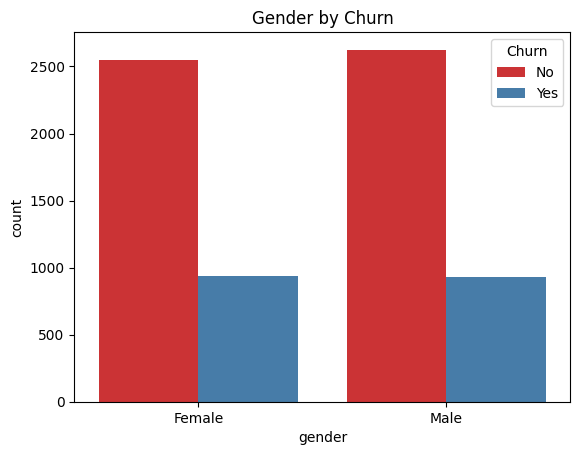 Gender by Churn
Churn
No
Yes
2500
2000
1500
1000
500
0
count
Female
Male
gender